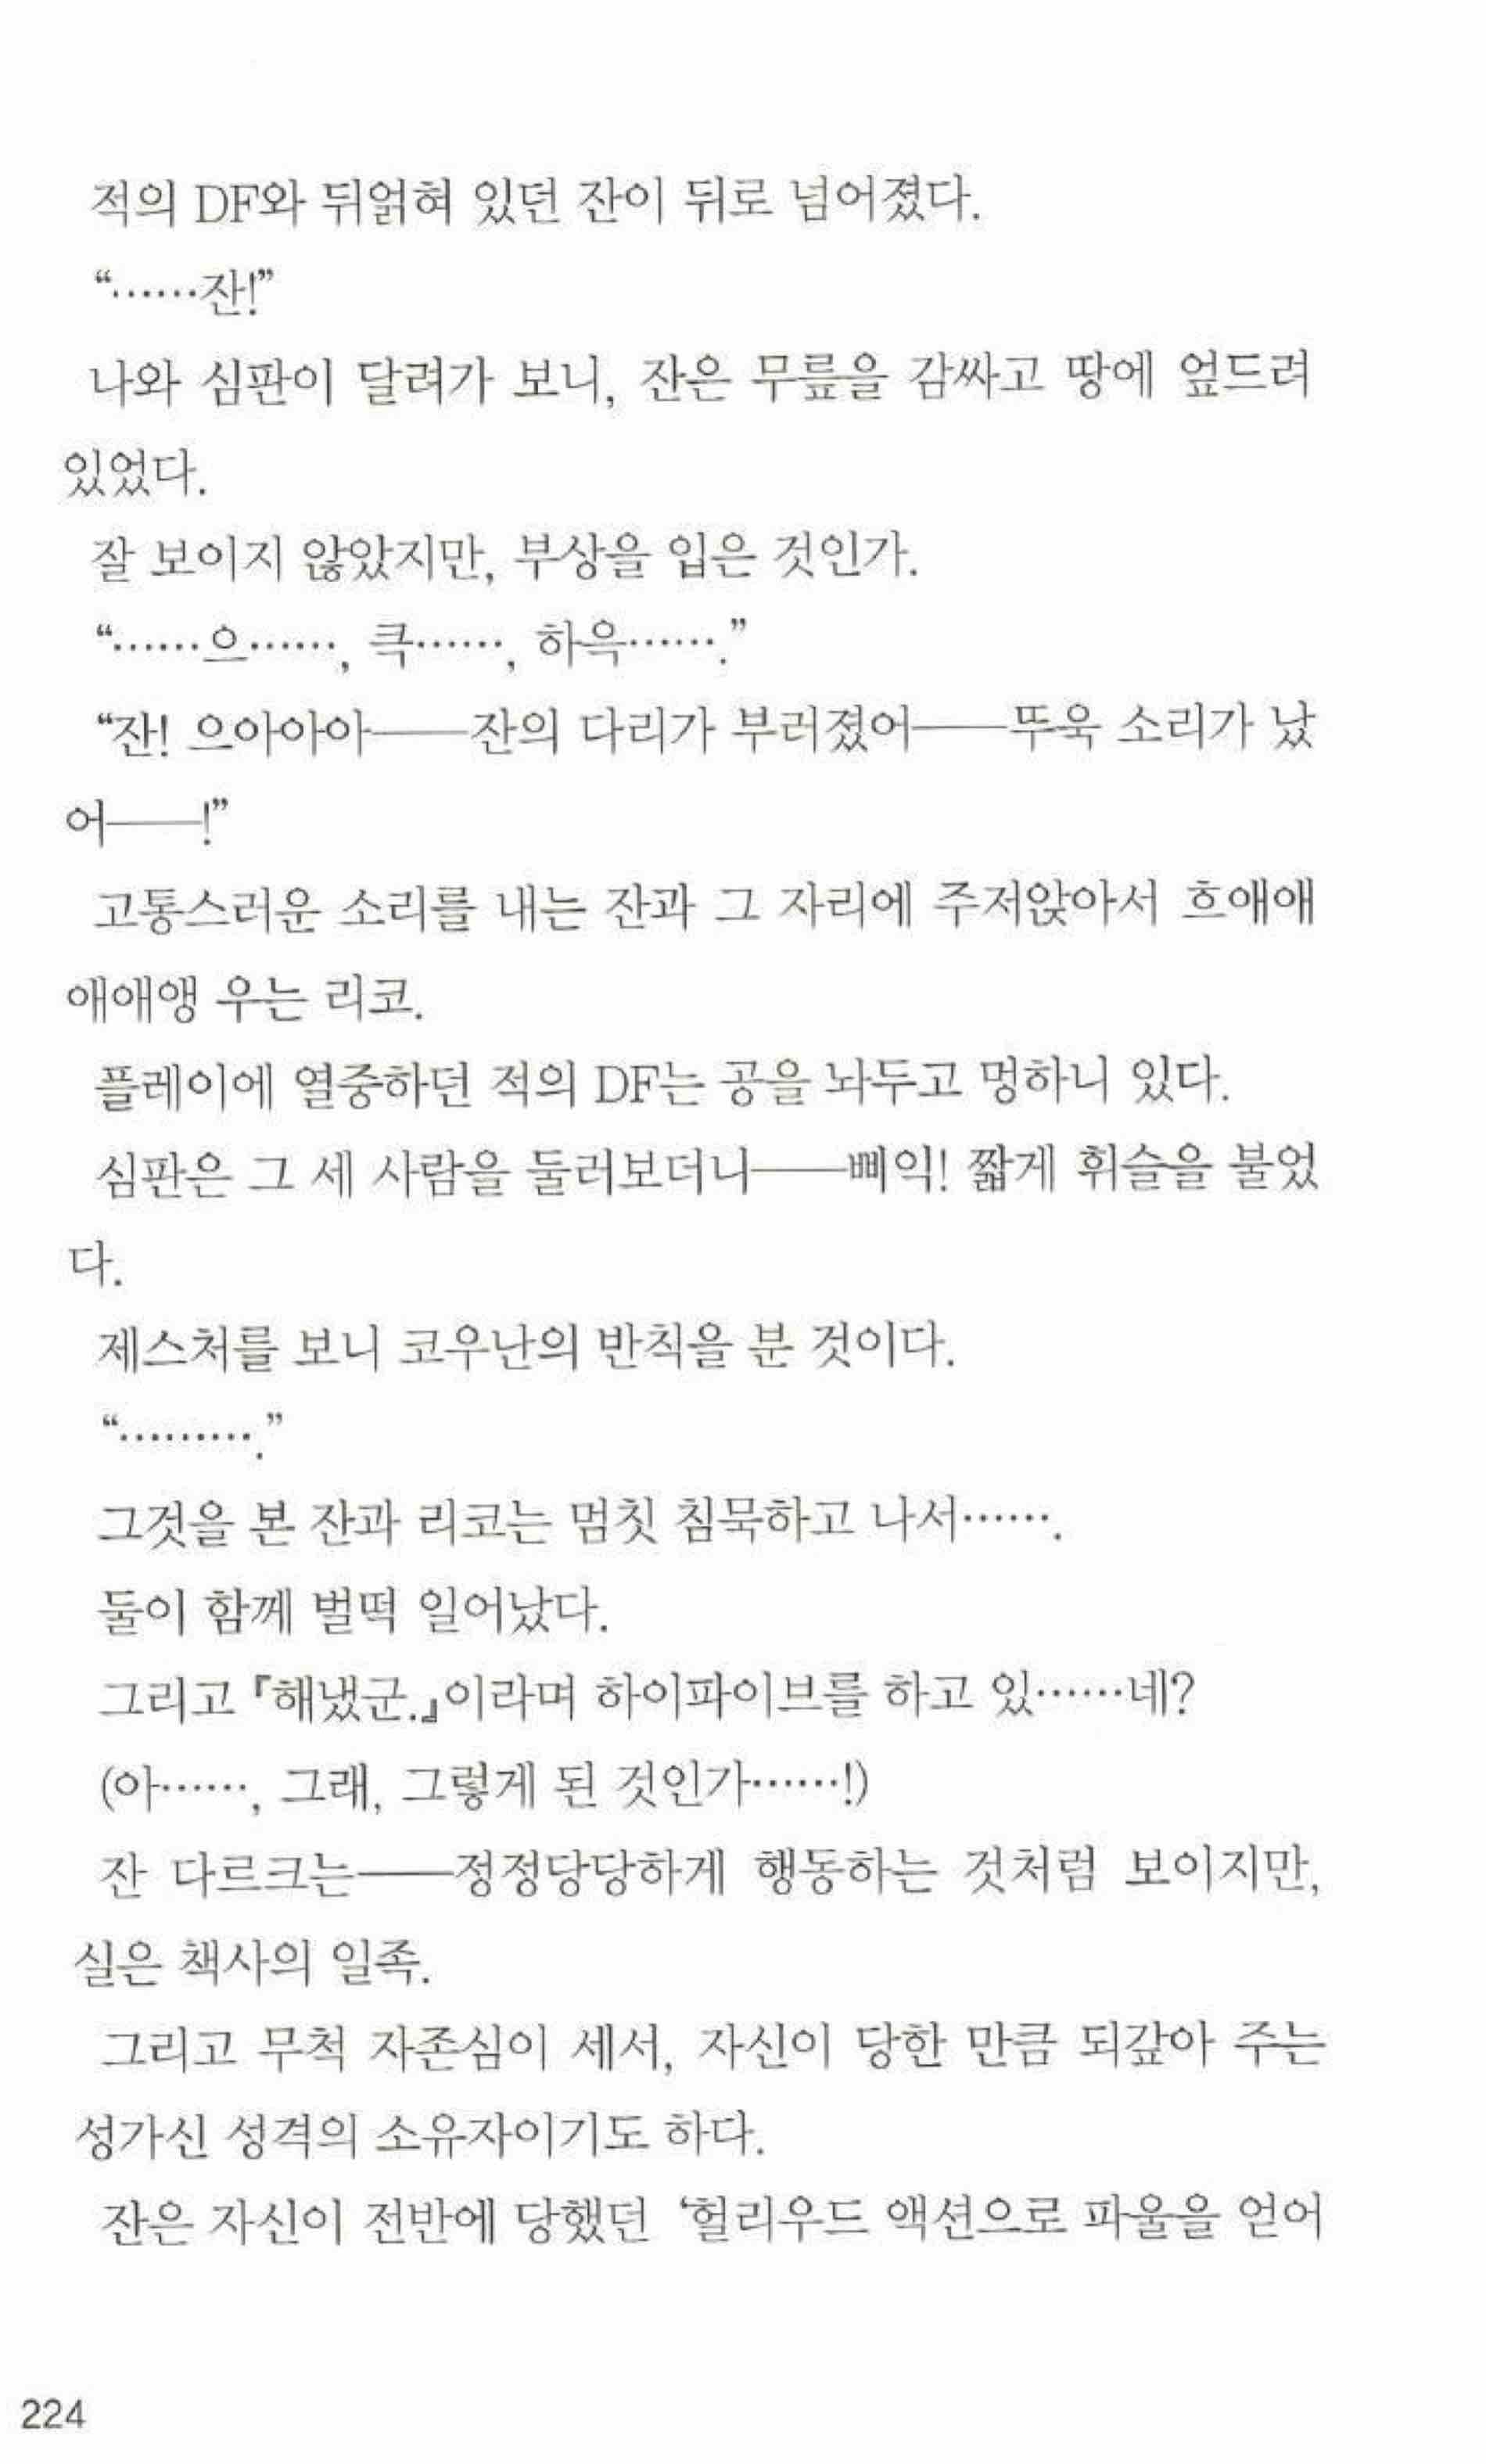 적의 DF와 뒤얽혀 있던 잔이 뒤로 넘어졌다.
“……잔!”
나와 심판이 달려가 보니, 잔은 무릎을 감싸고 땅에 엎드려
있었다.
잘 보이지 않았지만, 부상을 입은 것인가.
“……으……, 큭……, 하윽…….”
“잔! 으아아아――잔의 다리가 부러졌어――뚜욱 소리가 났
어――!”
고통스러운 소리를 내는 잔과 그 자리에 주저앉아서 흐애애
애애앵 우는 리코.
플레이에 열중하던 적의 DF는 공을 놔두고 멍하니 있다.
심판은 그 세 사람을 둘러보더니――삐익! 짧게 휘슬을 불었
다.
제스처를 보니 코우난의 반칙을 분 것이다.
“……….”
그것을 본 잔과 리코는 멈칫 침묵하고 나서…….
둘이 함께 벌떡 일어났다.
그리고 『해냈군.』이라며 하이파이브를 하고 있……네?
(아……, 그래, 그렇게 된 것인가……!)
잔 다르크는――정정당당하게 행동하는 것처럼 보이지만,
실은 책사의 일족.
그리고 무척 자존심이 세서, 자신이 당한 만큼 되갚아 주는
성가신 성격의 소유자이기도 하다.
잔은 자신이 전반에 당했던 ‘헐리우드 액션으로 파울을 얻어
224